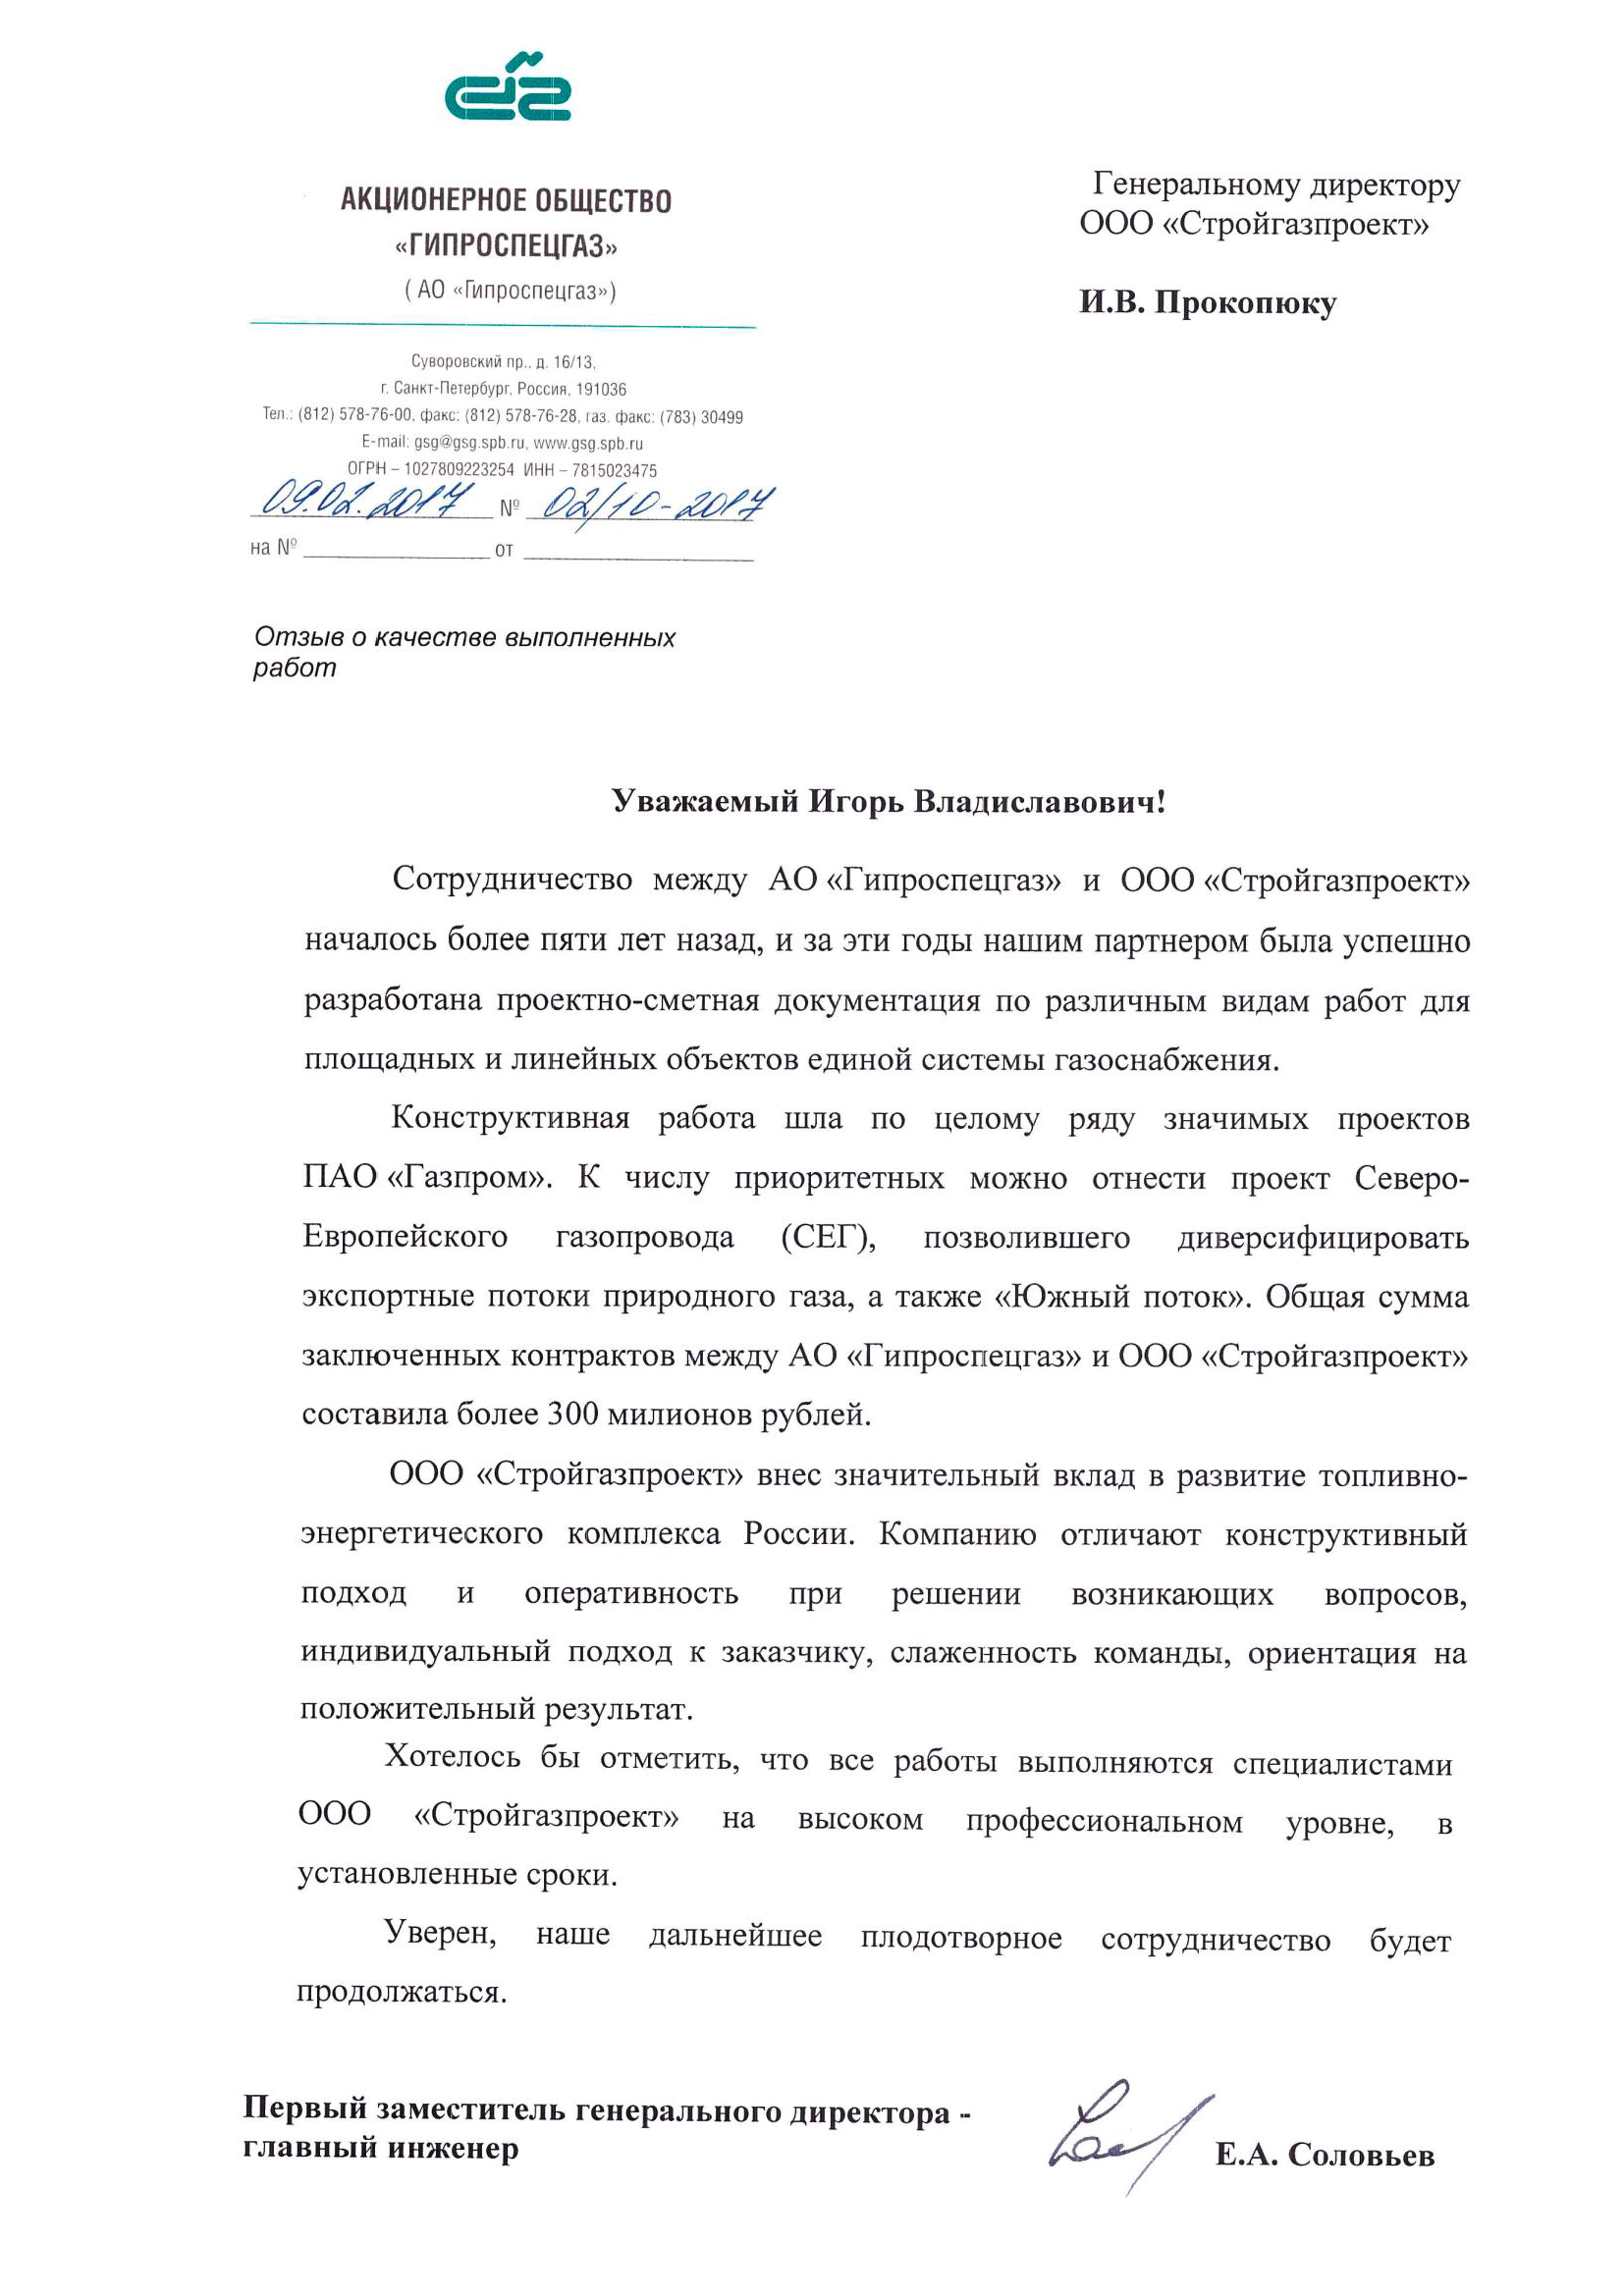 АКЦИОНЕРНОЕ ОБЩЕСТВО
«ГИПРОСПЕЦГАЗ»
( АО «Гипроспецгаз»)
Суворовский пр., д. 16/13,
г. Санкт-Петербург, Россия, 191036
Тел.: (812) 578-76-00, факс: (812) 578-76-28, газ. факс: (783) 30499
E-mail: gsg@gsg.spb.ru, www.gsg.spb.ru
ОГРН – 1027809223254 ИНН – 7815023475
09.02.2017 № 02/10-2017
на № от
Генеральному директору
ООО «Стройгазпроект»
И.В. Прокопюку
Отзыв о качестве выполненных
работ
Уважаемый Игорь Владиславович!
Сотрудничество между АО «Гипроспецгаз» и ООО «Стройгазпроект»
началось более пяти лет назад, и за эти годы нашим партнером была успешно
разработана проектно-сметная документация по различным видам работ для
площадных и линейных объектов единой системы газоснабжения.
Конструктивная работа шла по целому ряду значимых проектов
ПАО «Газпром». К числу приоритетных можно отнести проект Северо-
Европейского газопровода (СЕГ), позволившего диверсифицировать
экспортные потоки природного газа, а также «Южный поток». Общая сумма
заключенных контрактов между АО «Гипроспецгаз» и ООО «Стройгазпроект»
составила более 300 милионов рублей.
ООО «Стройгазпроект» внес значительный вклад в развитие топливно-
энергетического комплекса России. Компанию отличают конструктивный
подход и оперативность при решении возникающих вопросов,
индивидуальный подход к заказчику, слаженность команды, ориентация на
положительный результат.
Хотелось бы отметить, что все работы выполняются специалистами
ООО «Стройгазпроект» на высоком профессиональном уровне, в
установленные сроки.
Уверен, наше дальнейшее плодотворное сотрудничество будет
продолжаться.
Первый заместитель генерального директора -
главный инженер
Е.А. Соловьев